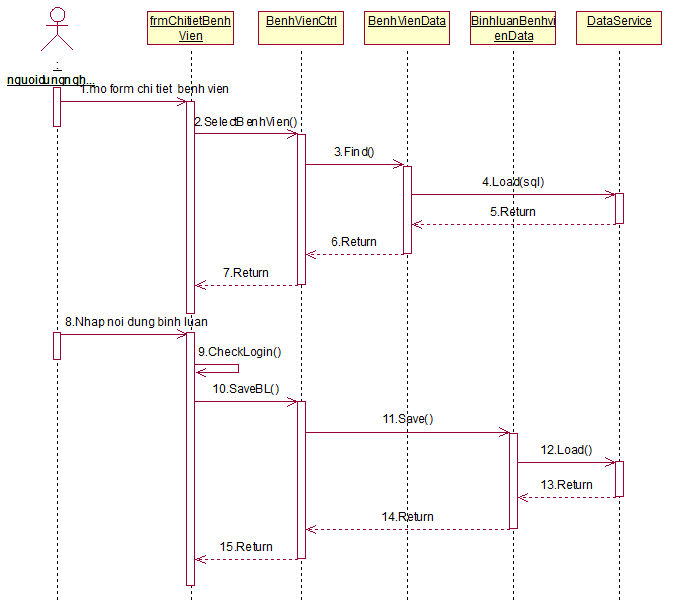 frmChitietBenh
Vien
BenhVienCtrl
BenhVienData
BinhluanBenhvi
enData
DataService
:
nguoidungngh...
1.mo form chi tiet benh vien
2.SelectBenhVien()
3.Find()
4.Load(sql)
5.Return
6.Return
7.Return
8.Nhap noi dung binh luan
9.CheckLogin()
10.SaveBL()
11.Save()
12.Load()
13.Return
14.Return
15.Return